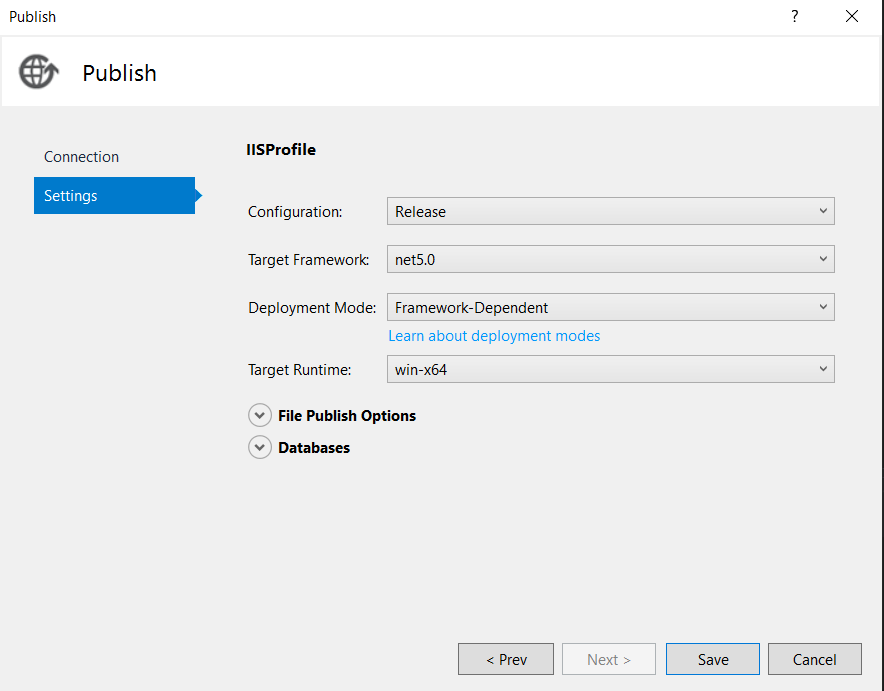 Publish
?
Publish
Connection
Settings
IISProfile
Configuration: Release
Target Framework: net5.0
Deployment Mode: Framework-Dependent
Learn about deployment modes
Target Runtime: win-x64
File Publish Options
Databases
< Prev Next > Save Cancel